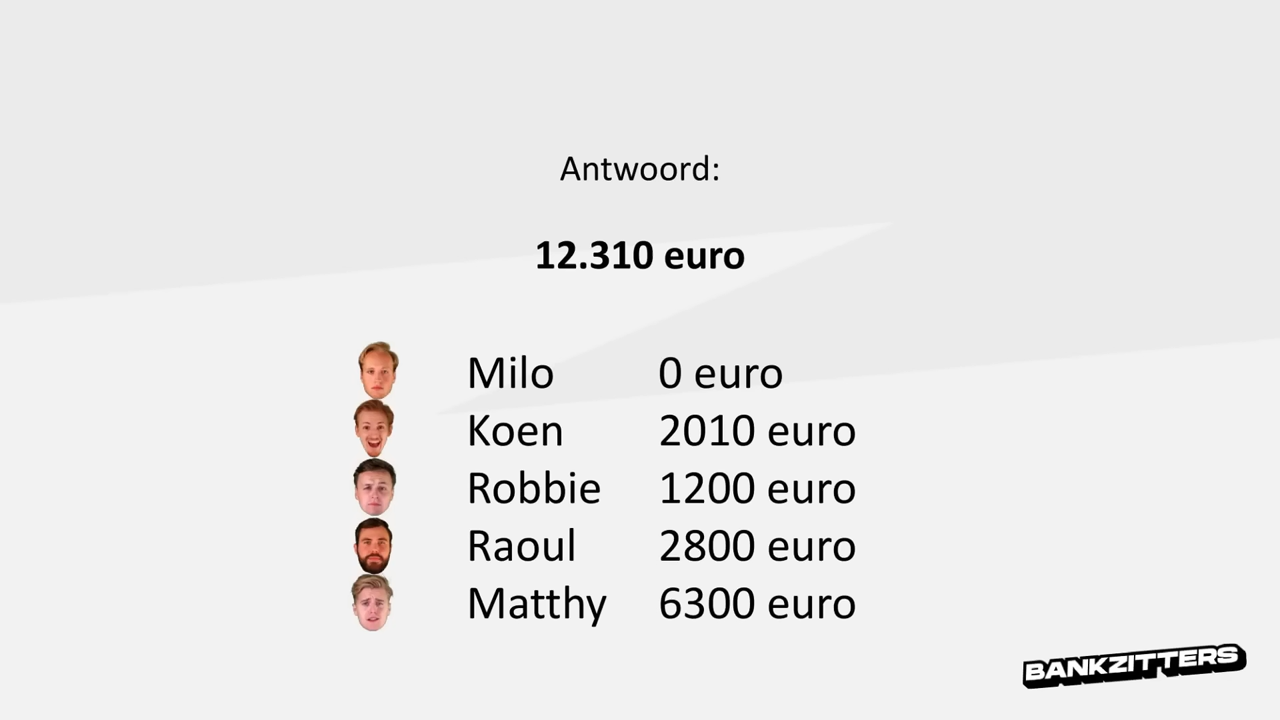 Antwoord:
12.310 euro
Milo 0 euro
Koen 2010 euro
Robbie 1200 euro
Raoul 2800 euro
Matthy 6300 euro
BANKZITTERS